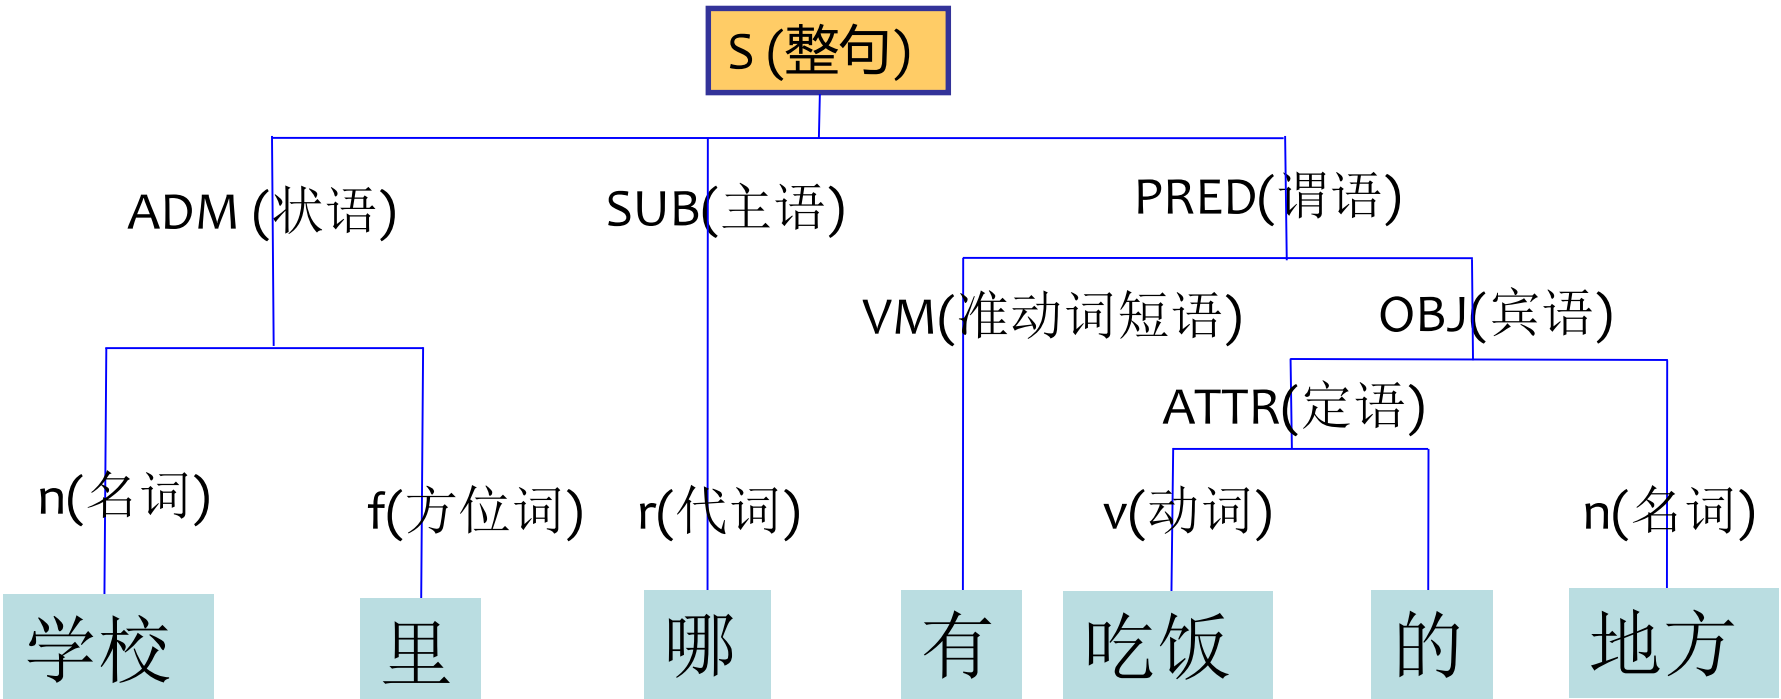 S (整句)
ADM (状语)
SUB(主语)
PRED(谓语)
VM(准动词短语)
OBJ(宾语)
ATTR(定语)
n(名词)
f(方位词)
r(代词)
v(动词)
n(名词)
学校
里
哪
有
吃饭
的
地方